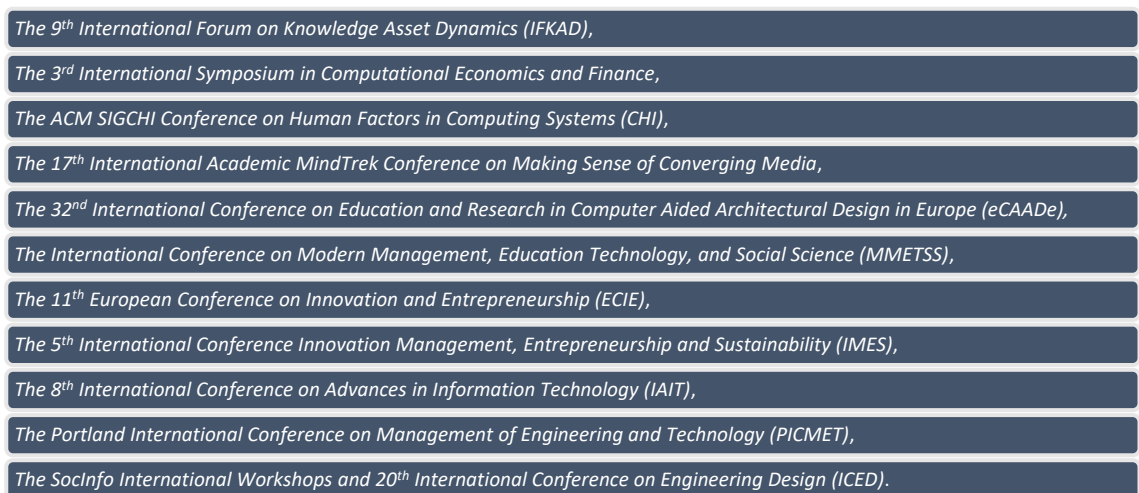 The 9th International Forum on Knowledge Asset Dynamics (IFKAD),
The 3rd International Symposium in Computational Economics and Finance,
The ACM SIGCHI Conference on Human Factors in Computing Systems (CHI),
The 17th International Academic MindTrek Conference on Making Sense of Converging Media,
The 32nd International Conference on Education and Research in Computer Aided Architectural Design in Europe (eCAADe),
The International Conference on Modern Management, Education Technology, and Social Science (MMETSS),
The 11th European Conference on Innovation and Entrepreneurship (ECIE),
The 5th International Conference Innovation Management, Entrepreneurship and Sustainability (IMES),
The 8th International Conference on Advances in Information Technology (IAIT),
The Portland International Conference on Management of Engineering and Technology (PICMET),
The SocInfo International Workshops and 20th International Conference on Engineering Design (ICED).